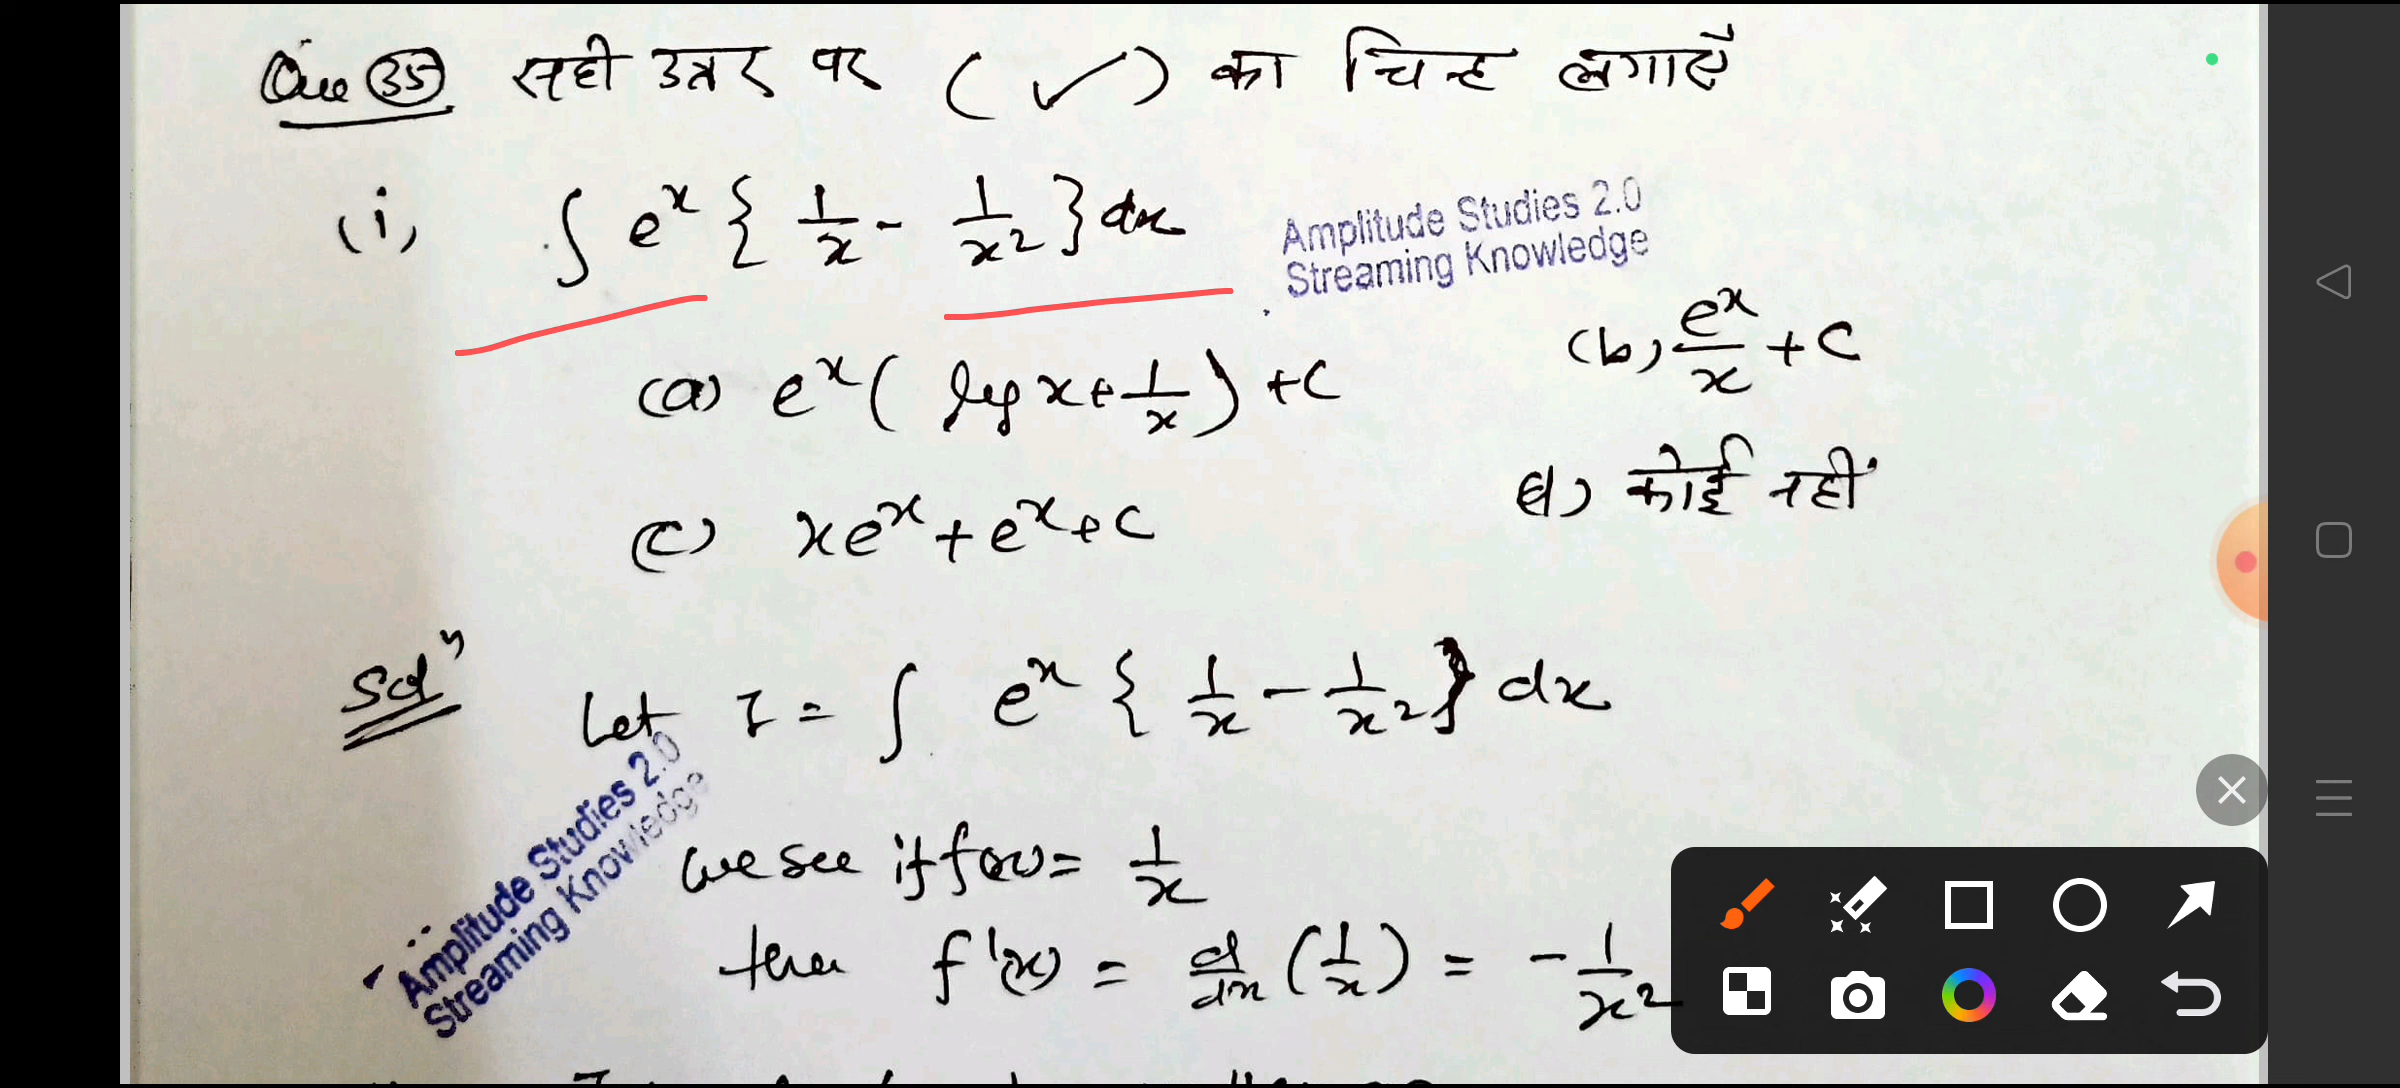 Que 35 सही उत्तर पर ( ✓ ) का चिन्ह लगाएँ
(i) ∫ eˣ { 1/x - 1/x² } dx
Amplitude Studies 2.0
Streaming Knowledge
(a) eˣ ( log x + 1/x ) + C
(b) eˣ/x + C
(c) xeˣ + eˣ + C
(d) कोई नहीं
Solⁿ
Let I = ∫ eˣ { 1/x - 1/x² } dx
we see if f(x) = 1/x
then f'(x) = d/dx (1/x) = - 1/x²
Amplitude Studies 2.0
Streaming Knowledge